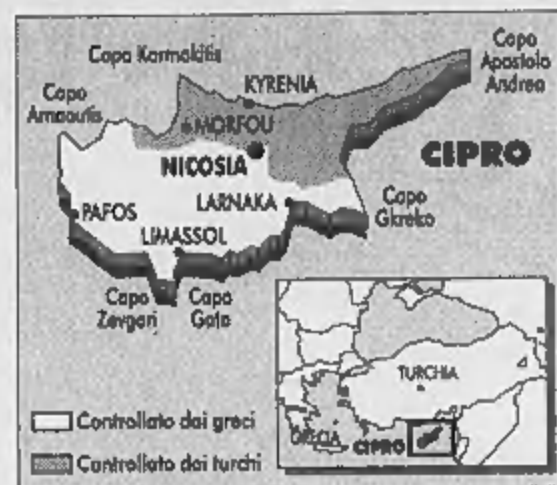 Capo Karmakitis
Capo
Arnaoutis
KYRENIA
Capo
Apostolo
Andrea
MORFOU
NICOSIA
CIPRO
PAFOS
LARNAKA
Capo
Gkreko
LIMASSOL
Capo
Zevgari
Capo
Gata
Controllato dai greci
Controllato dai turchi
TURCHIA
GRECIA
CIPRO